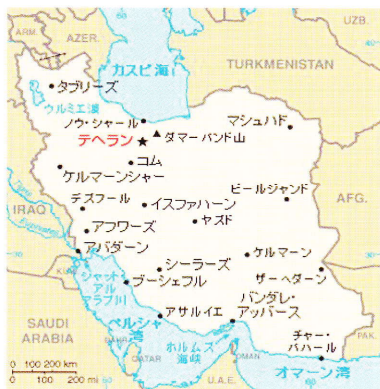 ARM.
AZER.
カスピ海
UZB.
TURKMENISTAN
タブリーズ
ウルミエ湖
ノウ・シャール
マシュハド
テヘラン
ダマーバンド山
コム
ケルマーンシャー
デスフール
イスファハーン
ビールジャンド
ヤズド
AFG.
IRAQ
アフワーズ
アバダーン
ケルマーン
シーラーズ
ザーヘダーン
シャット
アル
アラブ川
ブーシェフル
バンダレ・
アッバース
SAUDI
ARABIA
ペルシャ
湾
アサルイエ
ホルムズ
海峡
チャー・
バハール
PAK.
QATAR
OMAN
U.A.E.
オマーン湾
0 100 200 km
0 100 200 mi